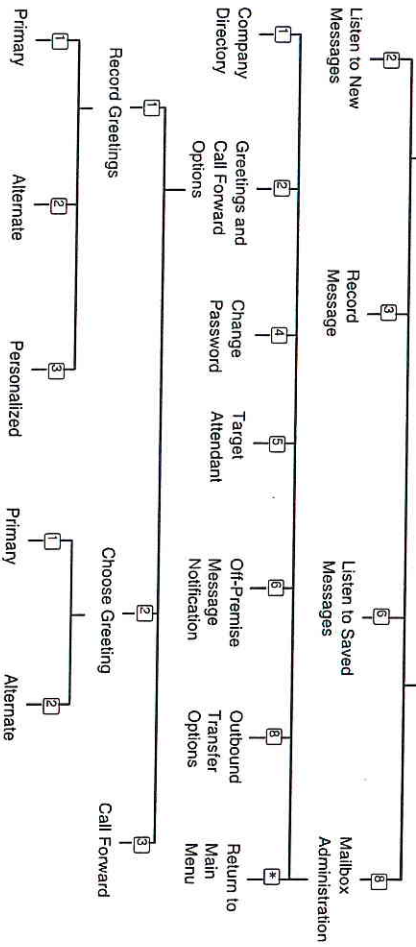 2
Listen to New
Messages
3
Record
Message
6
Listen to Saved
Messages
8
Mailbox
Administration
1
Company
Directory
2
Greetings and
Call Forward
Options
4
Change
Password
5
Target
Attendant
6
Off-Premise
Message
Notification
8
Outbound
Transfer
Options
*
Return to
Main
Menu
1
Record Greetings
2
Choose Greeting
3
Call Forward
1
Primary
2
Alternate
3
Personalized
1
Primary
2
Alternate